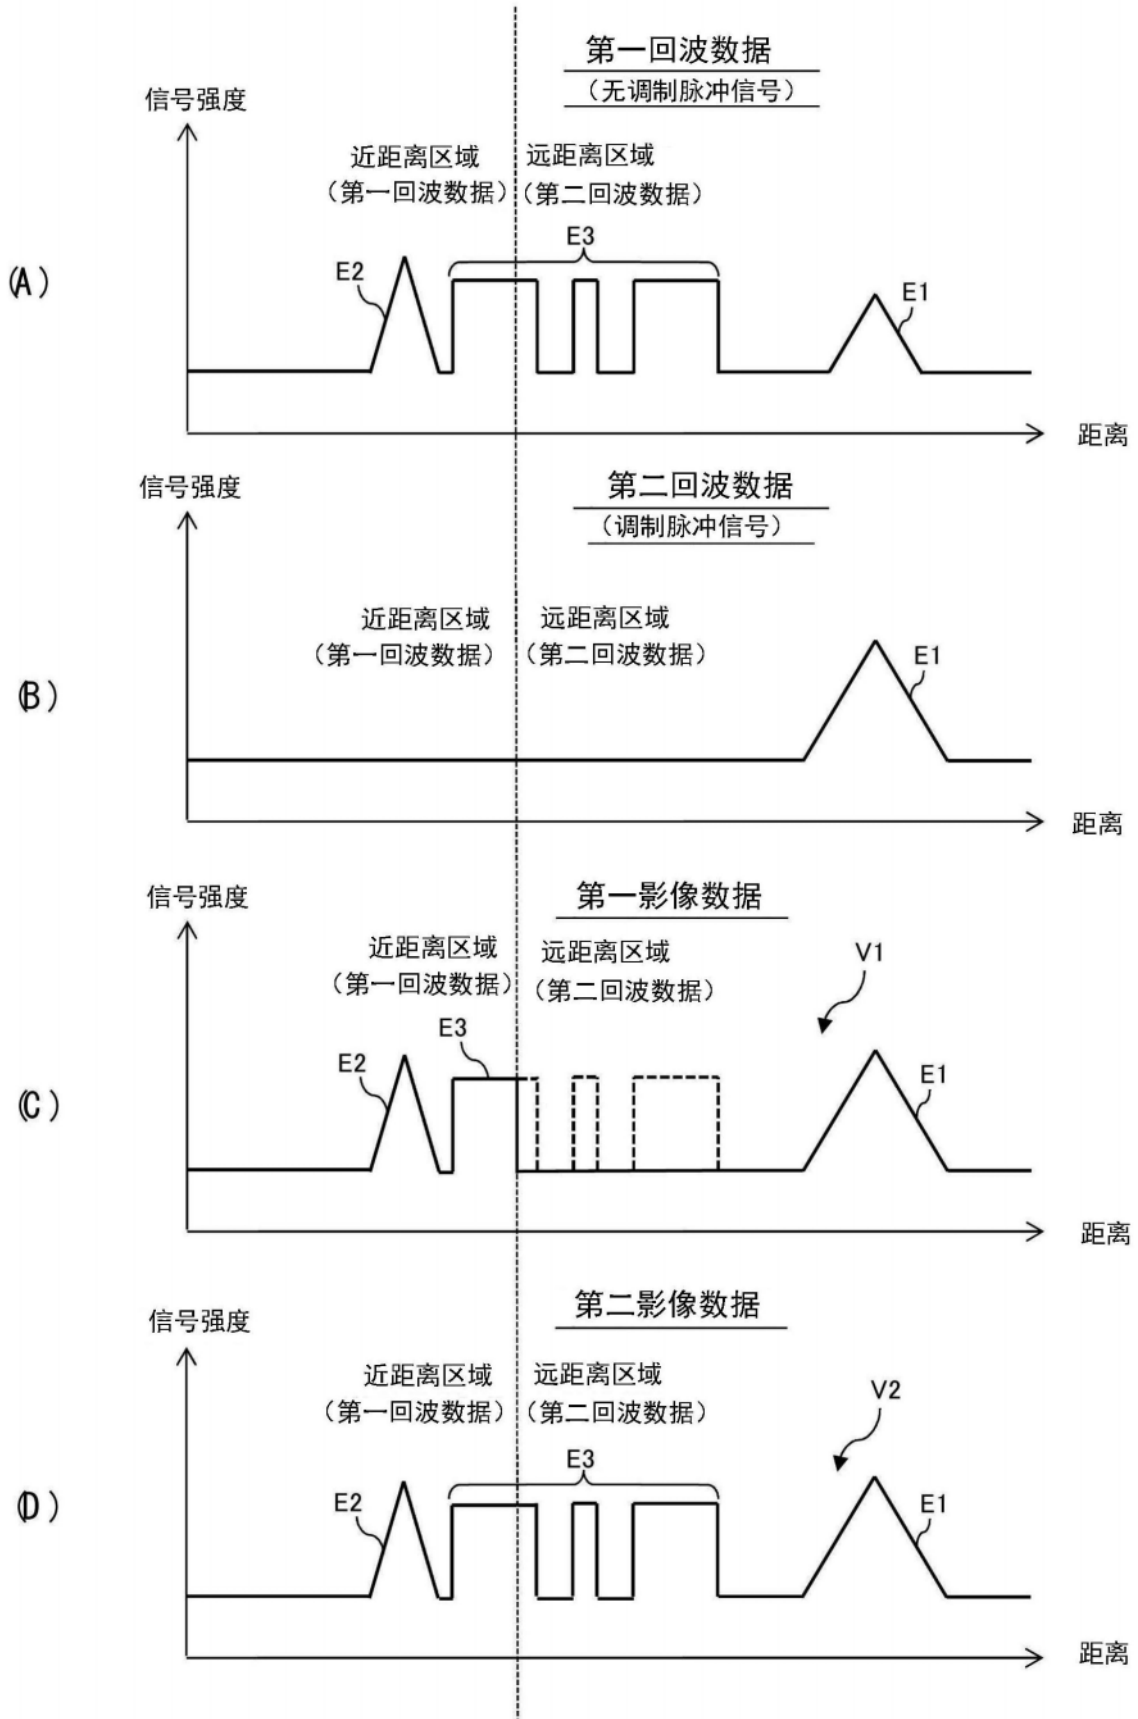 第一回波数据
（无调制脉冲信号）
信号强度
近距离区域
远距离区域
（第一回波数据）
（第二回波数据）
E3
E2
E1
(A)
距离
第二回波数据
信号强度
（调制脉冲信号）
近距离区域
远距离区域
（第一回波数据）
（第二回波数据）
E1
(B)
距离
第一影像数据
信号强度
近距离区域
远距离区域
（第一回波数据）
（第二回波数据）
V1
E3
E2
E1
(C)
距离
第二影像数据
信号强度
近距离区域
远距离区域
（第一回波数据）
（第二回波数据）
V2
E3
E2
E1
(D)
距离